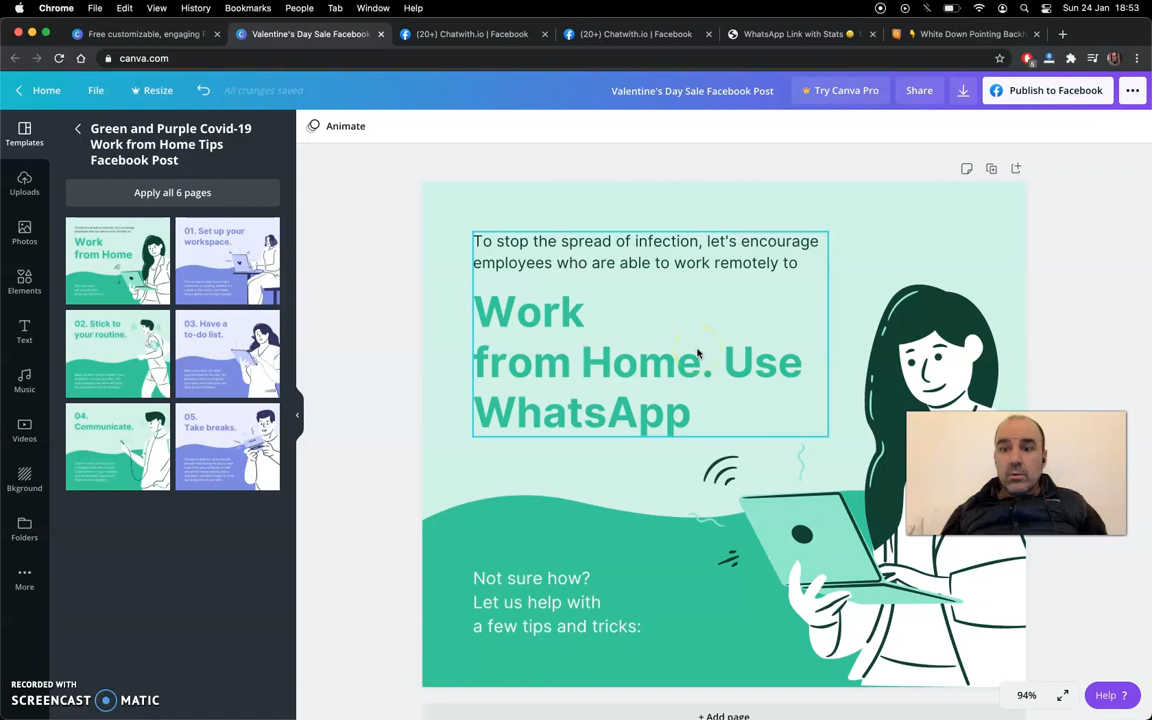 Chrome File Edit View History Bookmarks People Tab Window Help Sun 24 Jan 18:53
Free customizable, engaging F Valentine's Day Sale Facebook (20+) Chatwith.io | Facebook (20+) Chatwith.io | Facebook WhatsApp Link with Stats White Down Pointing Backh
canva.com
Home File Resize All changes saved Valentine's Day Sale Facebook Post Try Canva Pro Share Publish to Facebook
Animate
Templates
Uploads
Photos
Elements
Text
Music
Videos
Bkground
Folders
More
Green and Purple Covid-19
Work from Home Tips
Facebook Post
Apply all 6 pages
Work
from Home
01. Set up your
workspace.
02. Stick to
your routine.
03. Have a
to-do list.
04.
Communicate.
05.
Take breaks.
To stop the spread of infection, let's encourage
employees who are able to work remotely to
Work
from Home. Use
WhatsApp
Not sure how?
Let us help with
a few tips and tricks:
+ Add page
94%
Help ?
RECORDED WITH
SCREENCAST MATIC